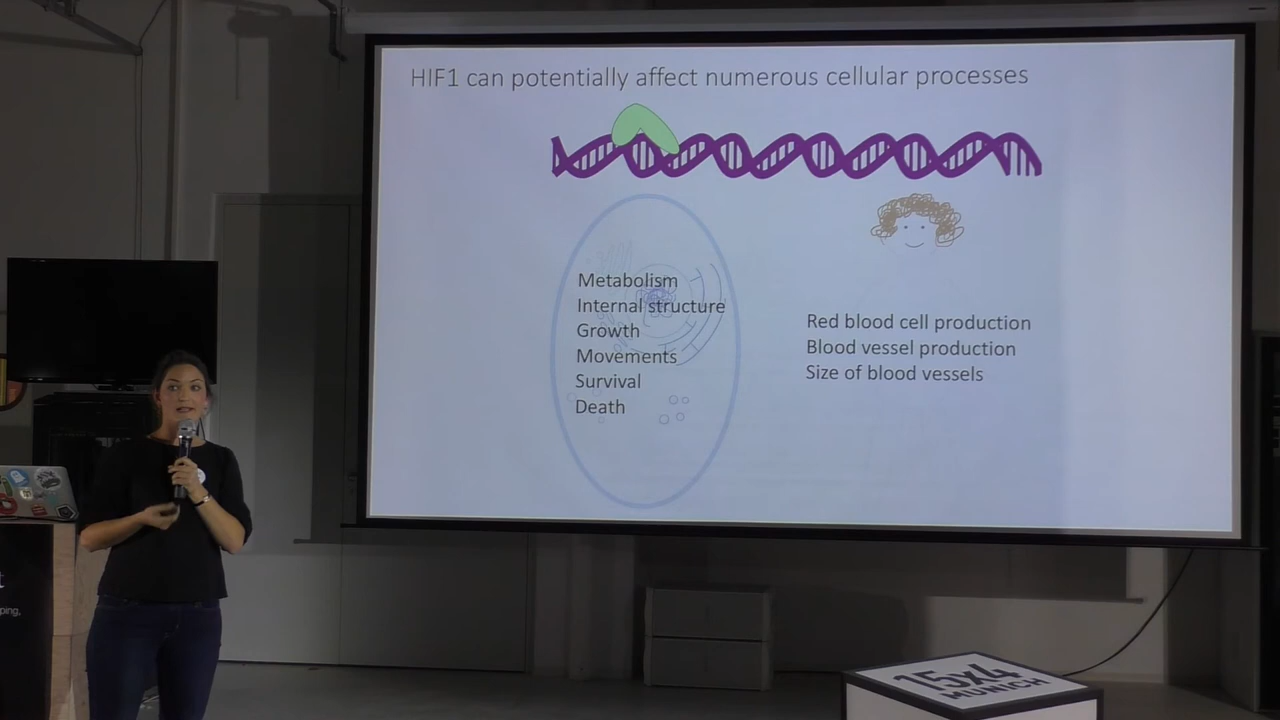 HIF1 can potentially affect numerous cellular processes
Metabolism
Internal structure
Growth
Movements
Survival
Death
Red blood cell production
Blood vessel production
Size of blood vessels
t
ping,
15x4
MUNICH